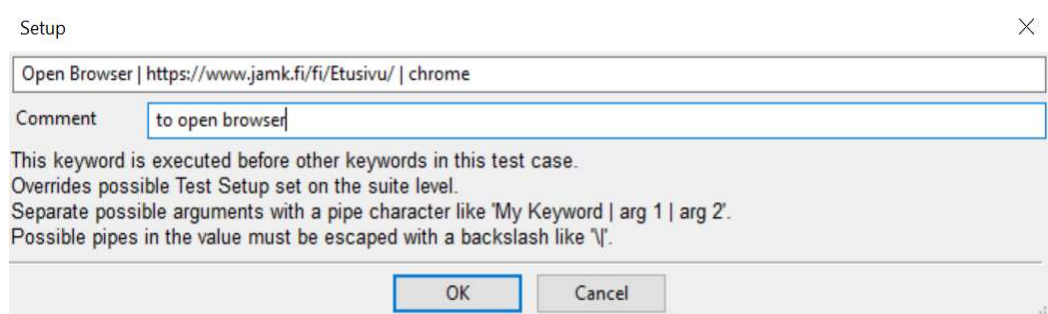 Setup
Open Browser | https://www.jamk.fi/fi/Etusivu/ | chrome
Comment to open browser
This keyword is executed before other keywords in this test case.
Overrides possible Test Setup set on the suite level.
Separate possible arguments with a pipe character like 'My Keyword | arg 1 | arg 2'.
Possible pipes in the value must be escaped with a backslash like '\|'.
OK Cancel